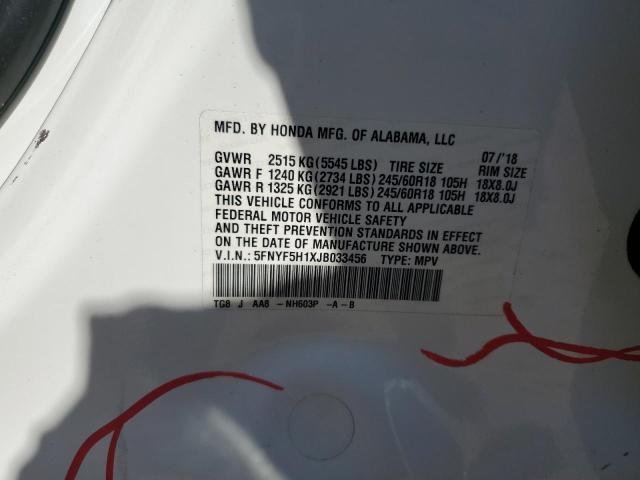 MFD. BY HONDA MFG. OF ALABAMA, LLC
07/'18
GVWR 2515 KG(5545 LBS) TIRE SIZE RIM SIZE
GAWR F 1240 KG(2734 LBS) 245/60R18 105H 18X8.0J
GAWR R 1325 KG(2921 LBS) 245/60R18 105H 18X8.0J
THIS VEHICLE CONFORMS TO ALL APPLICABLE
FEDERAL MOTOR VEHICLE SAFETY
AND THEFT PREVENTION STANDARDS IN EFFECT
ON THE DATE OF MANUFACTURE SHOWN ABOVE.
V.I.N.: 5FNYF5H1XJB033456 TYPE: MPV
TG8 J AA8 -NH603P -A-B